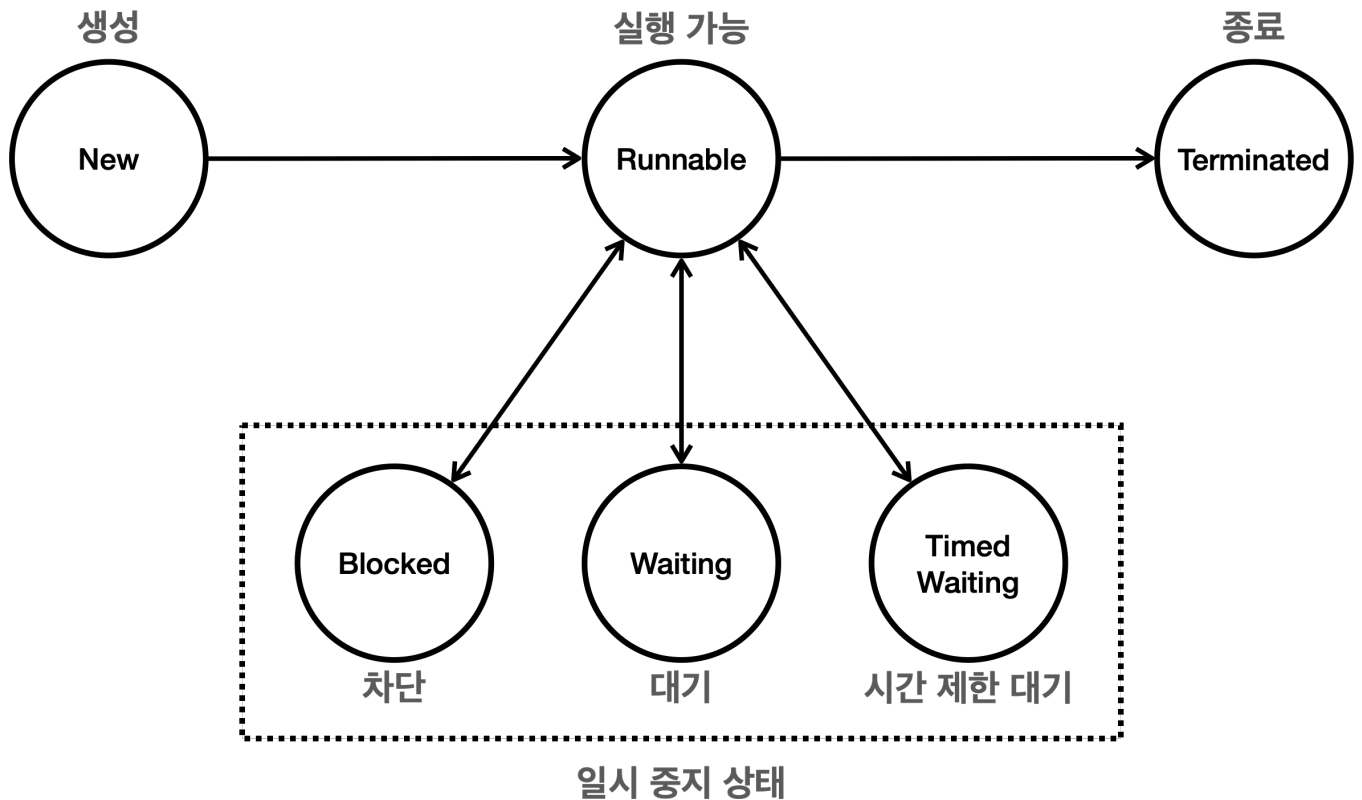 생성
실행 가능
종료
New
Runnable
Terminated
Blocked
Waiting
Timed
Waiting
차단
대기
시간 제한 대기
일시 중지 상태